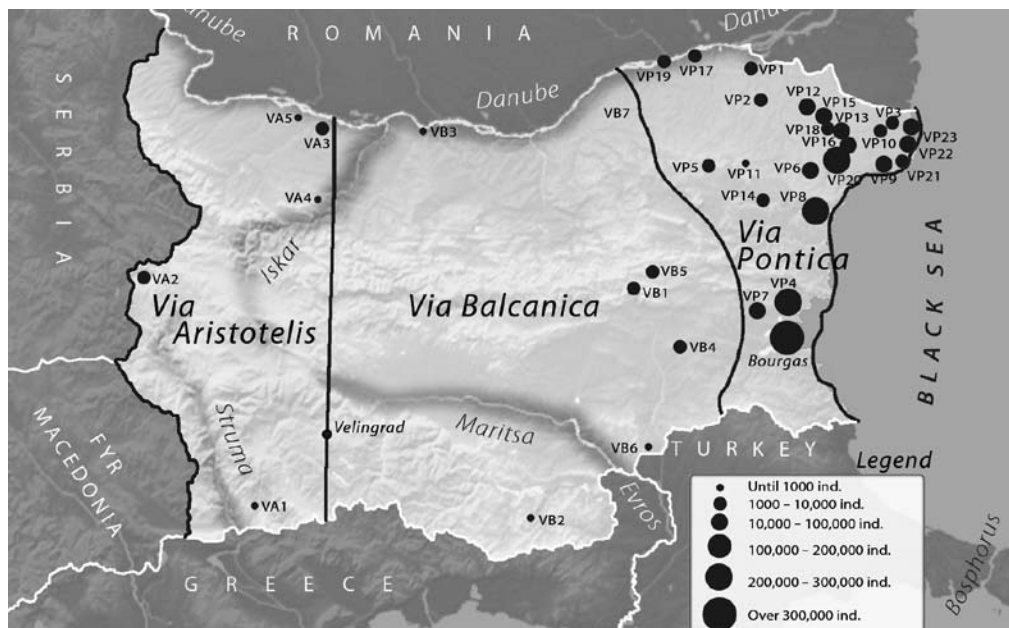 Danube
R O M A N I A
Danube
SERBIA
VP19
VP17
VP1
VP12
VP2
VP15
VP3
VA5
VA3
Danube
VB7
VP13
VP18
VP23
VB3
VP16
VP10
VP22
VP5
VP11
VP6
VP20
VP9
VP21
VA4
VP14
VP8
Iskar
Via
Pontica
BLACK SEA
VA2
VB5
VP4
Via
Aristotelis
VB1
Via Balcanica
VP7
VB4
Bourgas
Struma
Velingrad
Maritsa
FYR
MACEDONIA
VB6
T U R K E Y
Legend
Evros
VA1
VB2
Until 1000 ind.
1000 – 10,000 ind.
10,000 – 100,000 ind.
100,000 – 200,000 ind.
200,000 – 300,000 ind.
Over 300,000 ind.
G R E E C E
Bosphorus